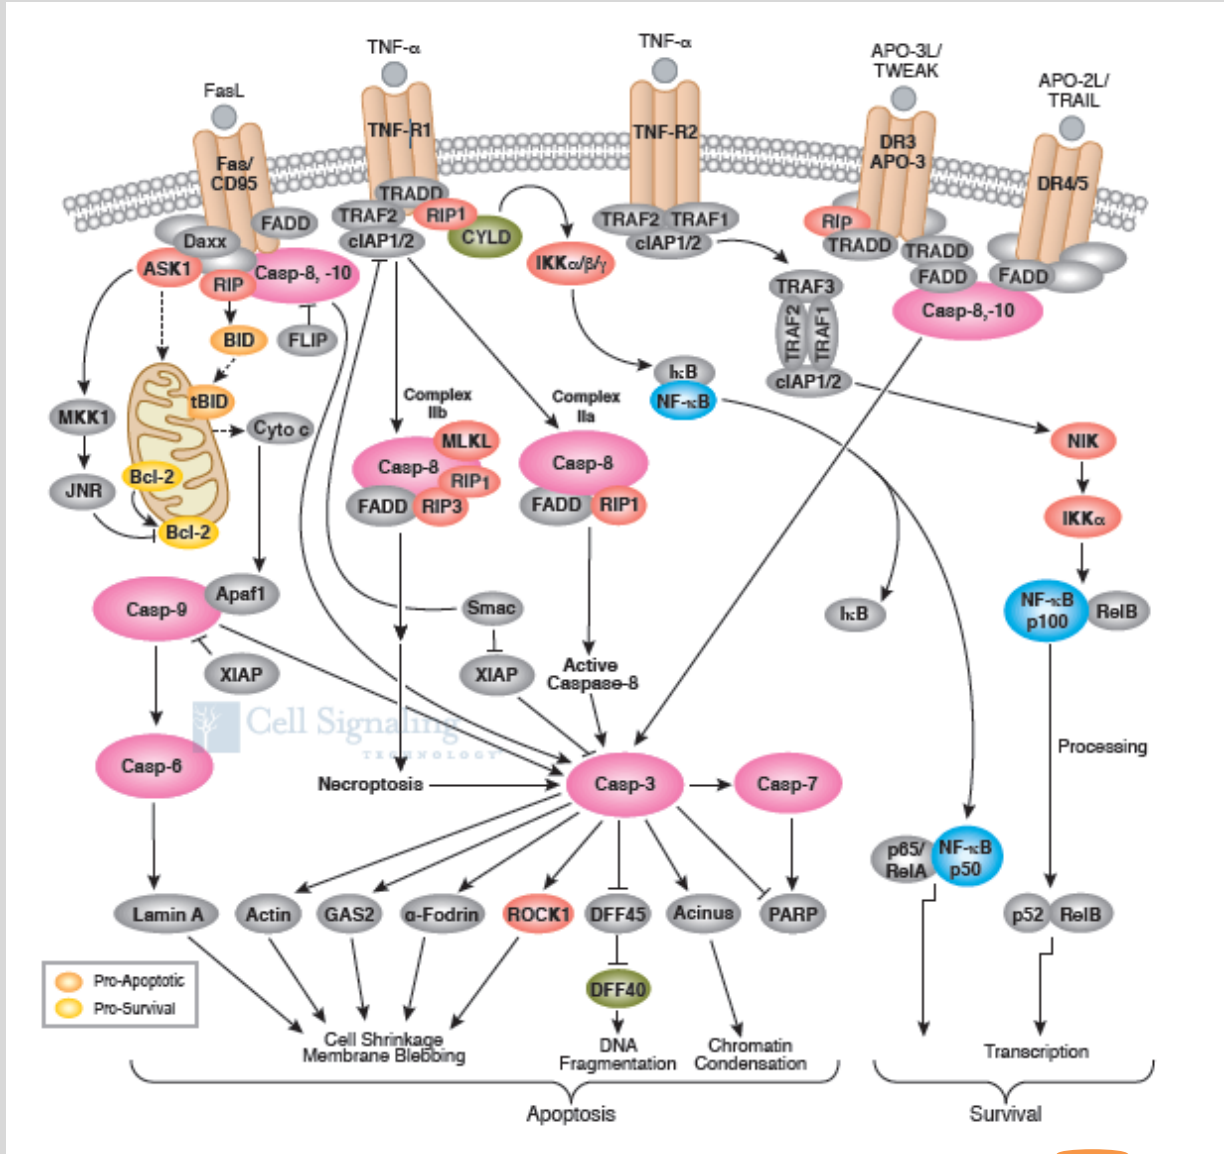 TNF-α
TNF-α
APO-3L/
TWEAK
APO-2L/
TRAIL
FasL
TNF-R1
TNF-R2
DR3
APO-3
Fas/
CD95
DR4/5
TRADD
TRAF2
RIP1
cIAP1/2
CYLD
FADD
Daxx
ASK1
RIP
Casp-8, -10
TRAF2
TRAF1
cIAP1/2
RIP
TRADD
TRADD
FADD
FADD
Casp-8,-10
IKKα/β/γ
TRAF3
TRAF2
TRAF1
cIAP1/2
BID
FLIP
tBID
Cyto c
MKK1
JNR
Bcl-2
Bcl-2
IκB
NF-κB
Complex
IIb
MLKL
Casp-8
RIP1
FADD
RIP3
Complex
IIa
Casp-8
FADD
RIP1
NIK
IKKα
NF-κB
p100
RelB
Casp-9
Apaf1
XIAP
Smac
XIAP
Active
Caspase-8
IκB
Cell Signaling
TECHNOLOGY®
Processing
Casp-6
Necroptosis
Casp-3
Casp-7
p65/
RelA
NF-κB
p50
Lamin A
Actin
GAS2
α-Fodrin
ROCK1
DFF45
Acinus
PARP
p52
RelB
Pro-Apoptotic
Pro-Survival
DFF40
Cell Shrinkage
Membrane Blebbing
DNA
Fragmentation
Chromatin
Condensation
Transcription
Apoptosis
Survival